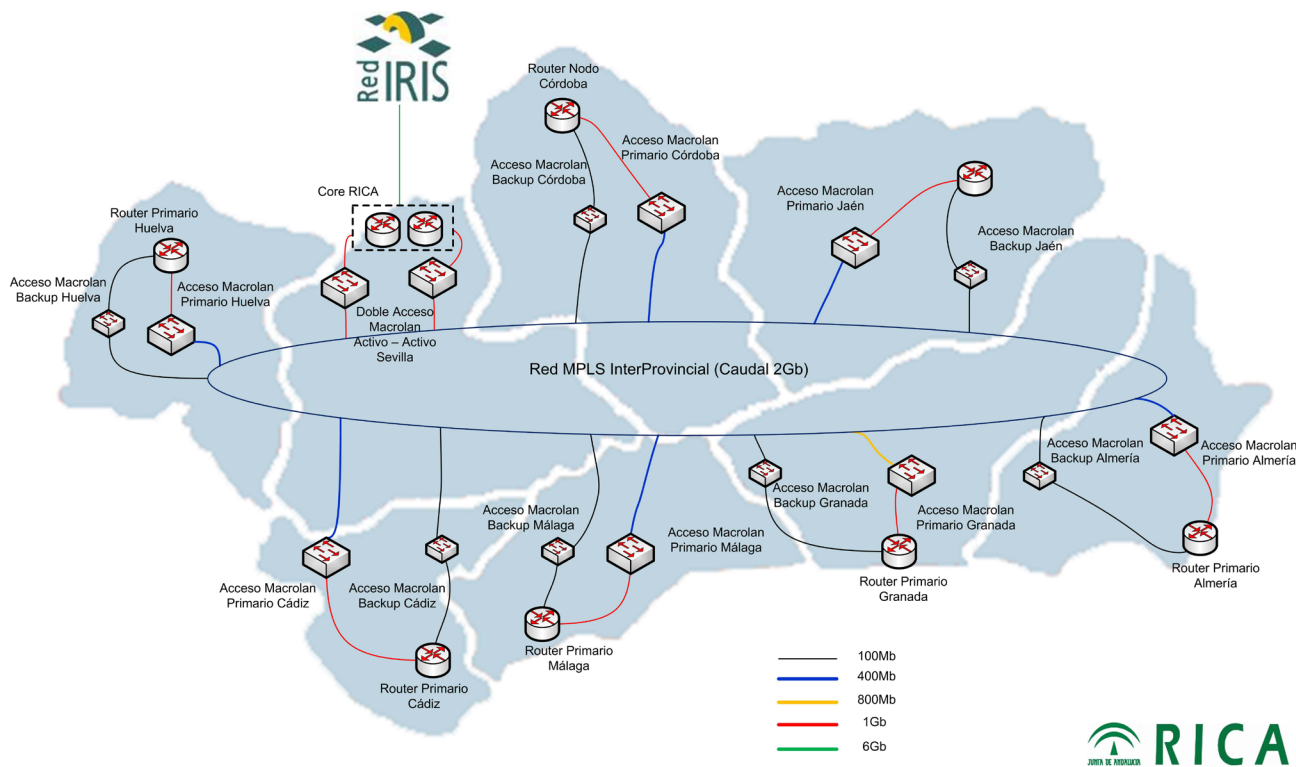 Red
IRIS
Router Nodo
Córdoba
Acceso Macrolan
Primario Córdoba
Acceso Macrolan
Backup Córdoba
Core RICA
Acceso Macrolan
Primario Jaén
Acceso Macrolan
Backup Jaén
Router Primario
Huelva
Acceso Macrolan
Backup Huelva
Acceso Macrolan
Primario Huelva
Doble Acceso
Macrolan
Activo – Activo
Sevilla
Red MPLS InterProvincial (Caudal 2Gb)
Acceso Macrolan
Backup Almería
Acceso Macrolan
Primario Almería
Acceso Macrolan
Backup Granada
Acceso Macrolan
Primario Granada
Acceso Macrolan
Backup Málaga
Acceso Macrolan
Primario Málaga
Acceso Macrolan
Primario Cádiz
Acceso Macrolan
Backup Cádiz
Router Primario
Granada
Router Primario
Almería
Router Primario
Málaga
Router Primario
Cádiz
100Mb
400Mb
800Mb
1Gb
6Gb
JUNTA DE ANDALUCIA
RICA